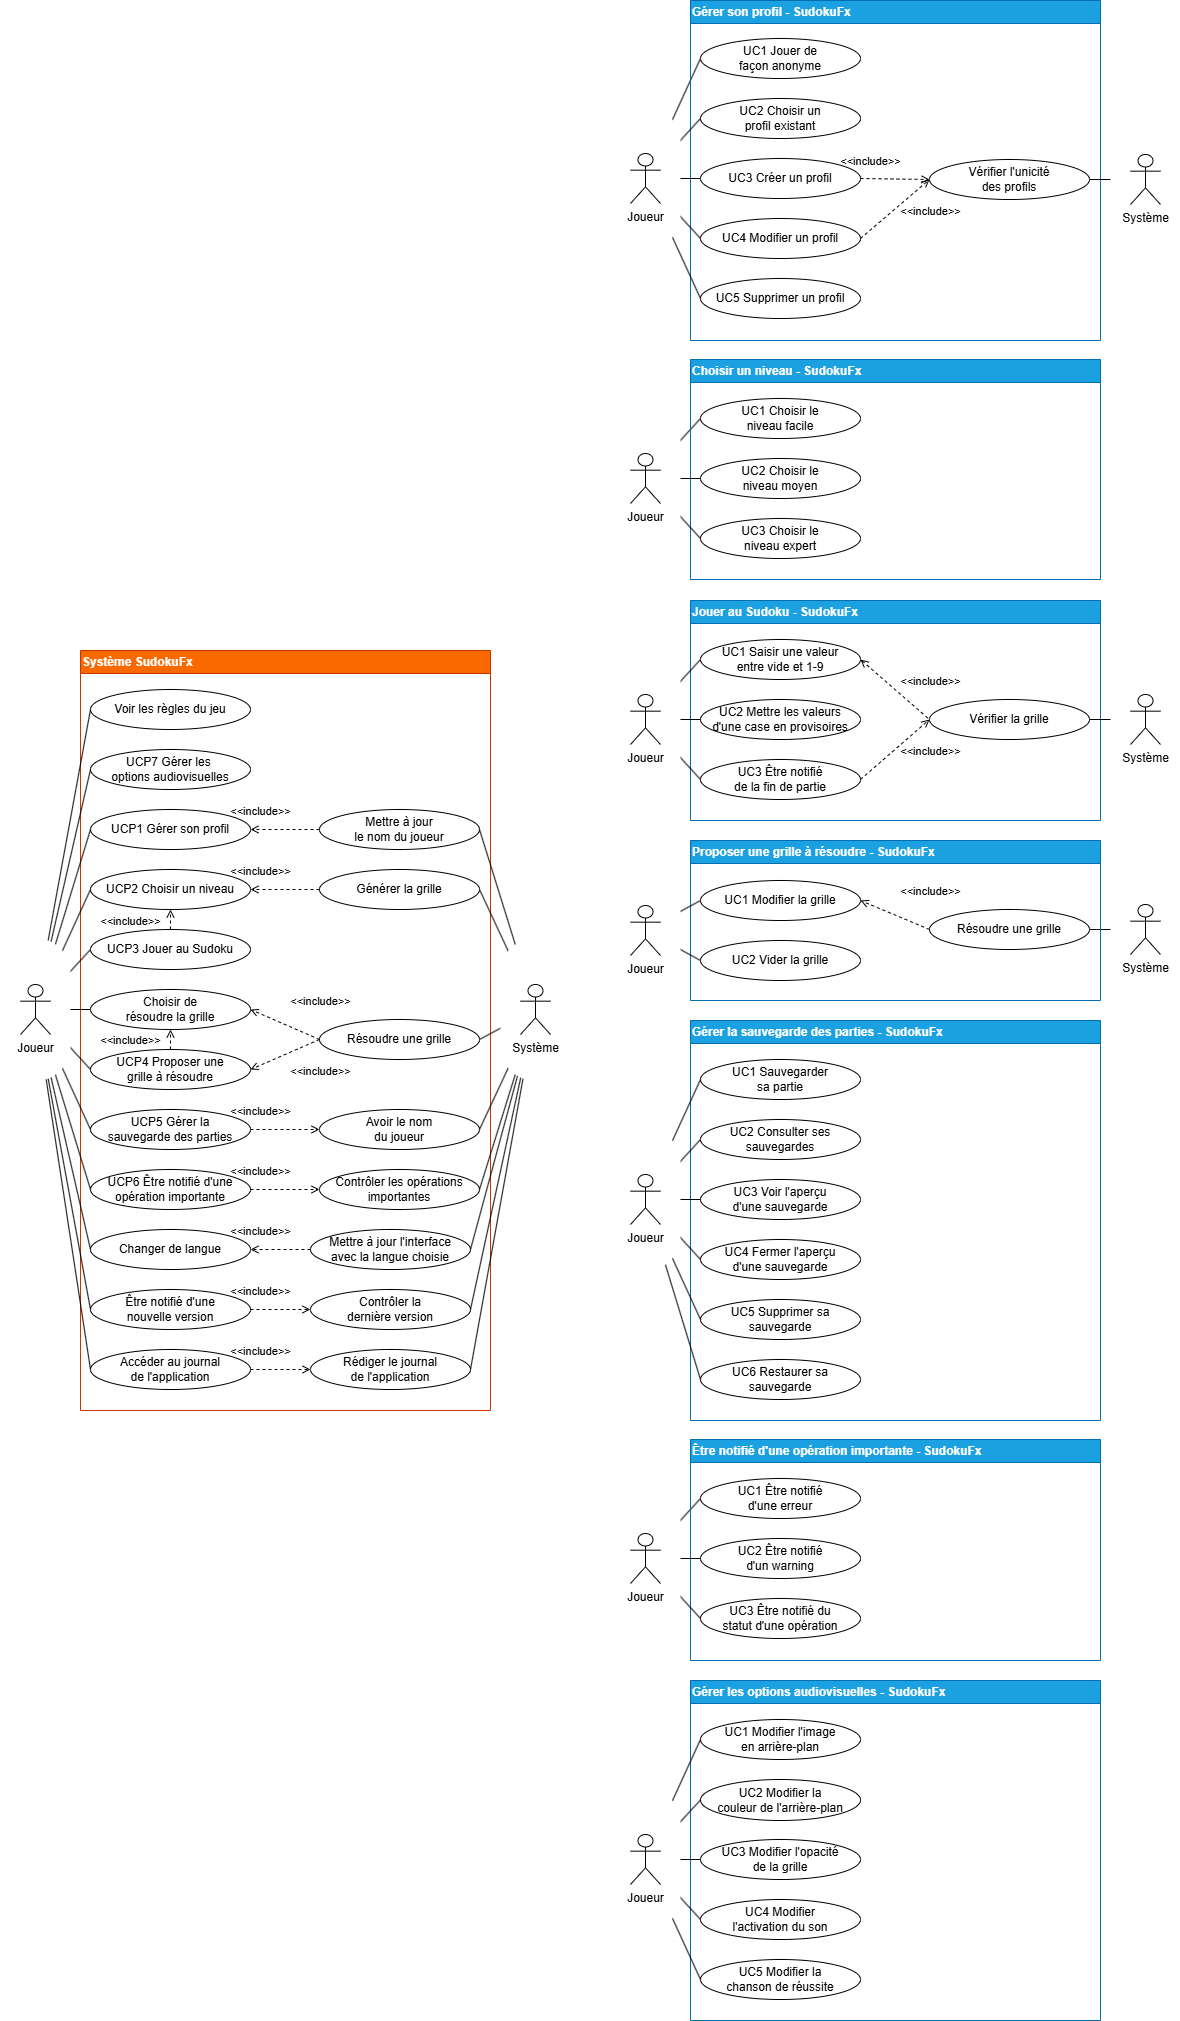 Système SudokuFx
Voir les règles du jeu
UCP7 Gérer les
options audiovisuelles
<<include>>
UCP1 Gérer son profil
Mettre à jour
le nom du joueur
<<include>>
UCP2 Choisir un niveau
Générer la grille
<<include>>
UCP3 Jouer au Sudoku
Choisir de
résoudre la grille
<<include>>
<<include>>
Résoudre une grille
UCP4 Proposer une
grille à résoudre
<<include>>
Joueur
Système
UCP5 Gérer la
sauvegarde des parties
<<include>>
Avoir le nom
du joueur
UCP6 Être notifié d'une
opération importante
<<include>>
Contrôler les opérations
importantes
Changer de langue
<<include>>
Mettre à jour l'interface
avec la langue choisie
Être notifié d'une
nouvelle version
<<include>>
Contrôler la
dernière version
Accéder au journal
de l'application
<<include>>
Rédiger le journal
de l'application
Gérer son profil - SudokuFx
UC1 Jouer de
façon anonyme
UC2 Choisir un
profil existant
<<include>>
UC3 Créer un profil
Vérifier l'unicité
des profils
<<include>>
Joueur
Système
UC4 Modifier un profil
UC5 Supprimer un profil
Choisir un niveau - SudokuFx
UC1 Choisir le
niveau facile
UC2 Choisir le
niveau moyen
Joueur
UC3 Choisir le
niveau expert
Jouer au Sudoku - SudokuFx
UC1 Saisir une valeur
entre vide et 1-9
<<include>>
UC2 Mettre les valeurs
d'une case en provisoires
Vérifier la grille
<<include>>
Joueur
Système
UC3 Être notifié
de la fin de partie
Proposer une grille à résoudre - SudokuFx
UC1 Modifier la grille
<<include>>
Résoudre une grille
UC2 Vider la grille
Joueur
Système
Gérer la sauvegarde des parties - SudokuFx
UC1 Sauvegarder
sa partie
UC2 Consulter ses
sauvegardes
UC3 Voir l'aperçu
d'une sauvegarde
Joueur
UC4 Fermer l'aperçu
d'une sauvegarde
UC5 Supprimer sa
sauvegarde
UC6 Restaurer sa
sauvegarde
Être notifié d'une opération importante - SudokuFx
UC1 Être notifié
d'une erreur
UC2 Être notifié
d'un warning
Joueur
UC3 Être notifié du
statut d'une opération
Gérer les options audiovisuelles - SudokuFx
UC1 Modifier l'image
en arrière-plan
UC2 Modifier la
couleur de l'arrière-plan
UC3 Modifier l'opacité
de la grille
Joueur
UC4 Modifier
l'activation du son
UC5 Modifier la
chanson de réussite